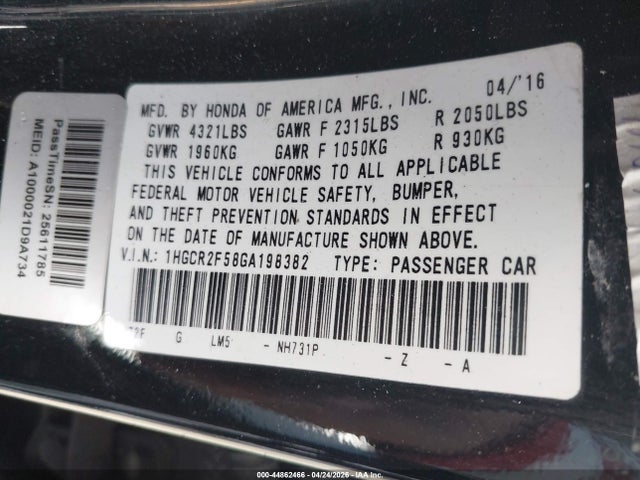 PassTimeSN: 25611785
MEID: A1000021D9A734
04/'16
MFD. BY HONDA OF AMERICA MFG., INC.
GVWR 4321LBS GAWR F 2315LBS R 2050LBS
GVWR 1960KG GAWR F 1050KG R 930KG
THIS VEHICLE CONFORMS TO ALL APPLICABLE
FEDERAL MOTOR VEHICLE SAFETY, BUMPER,
AND THEFT PREVENTION STANDARDS IN EFFECT
ON THE DATE OF MANUFACTURE SHOWN ABOVE.
V.I.N.: 1HGCR2F58GA198382 TYPE: PASSENGER CAR
G LM5 - NH731P - Z - A
000-44862466 - 04/24/2026 - IAA Inc.